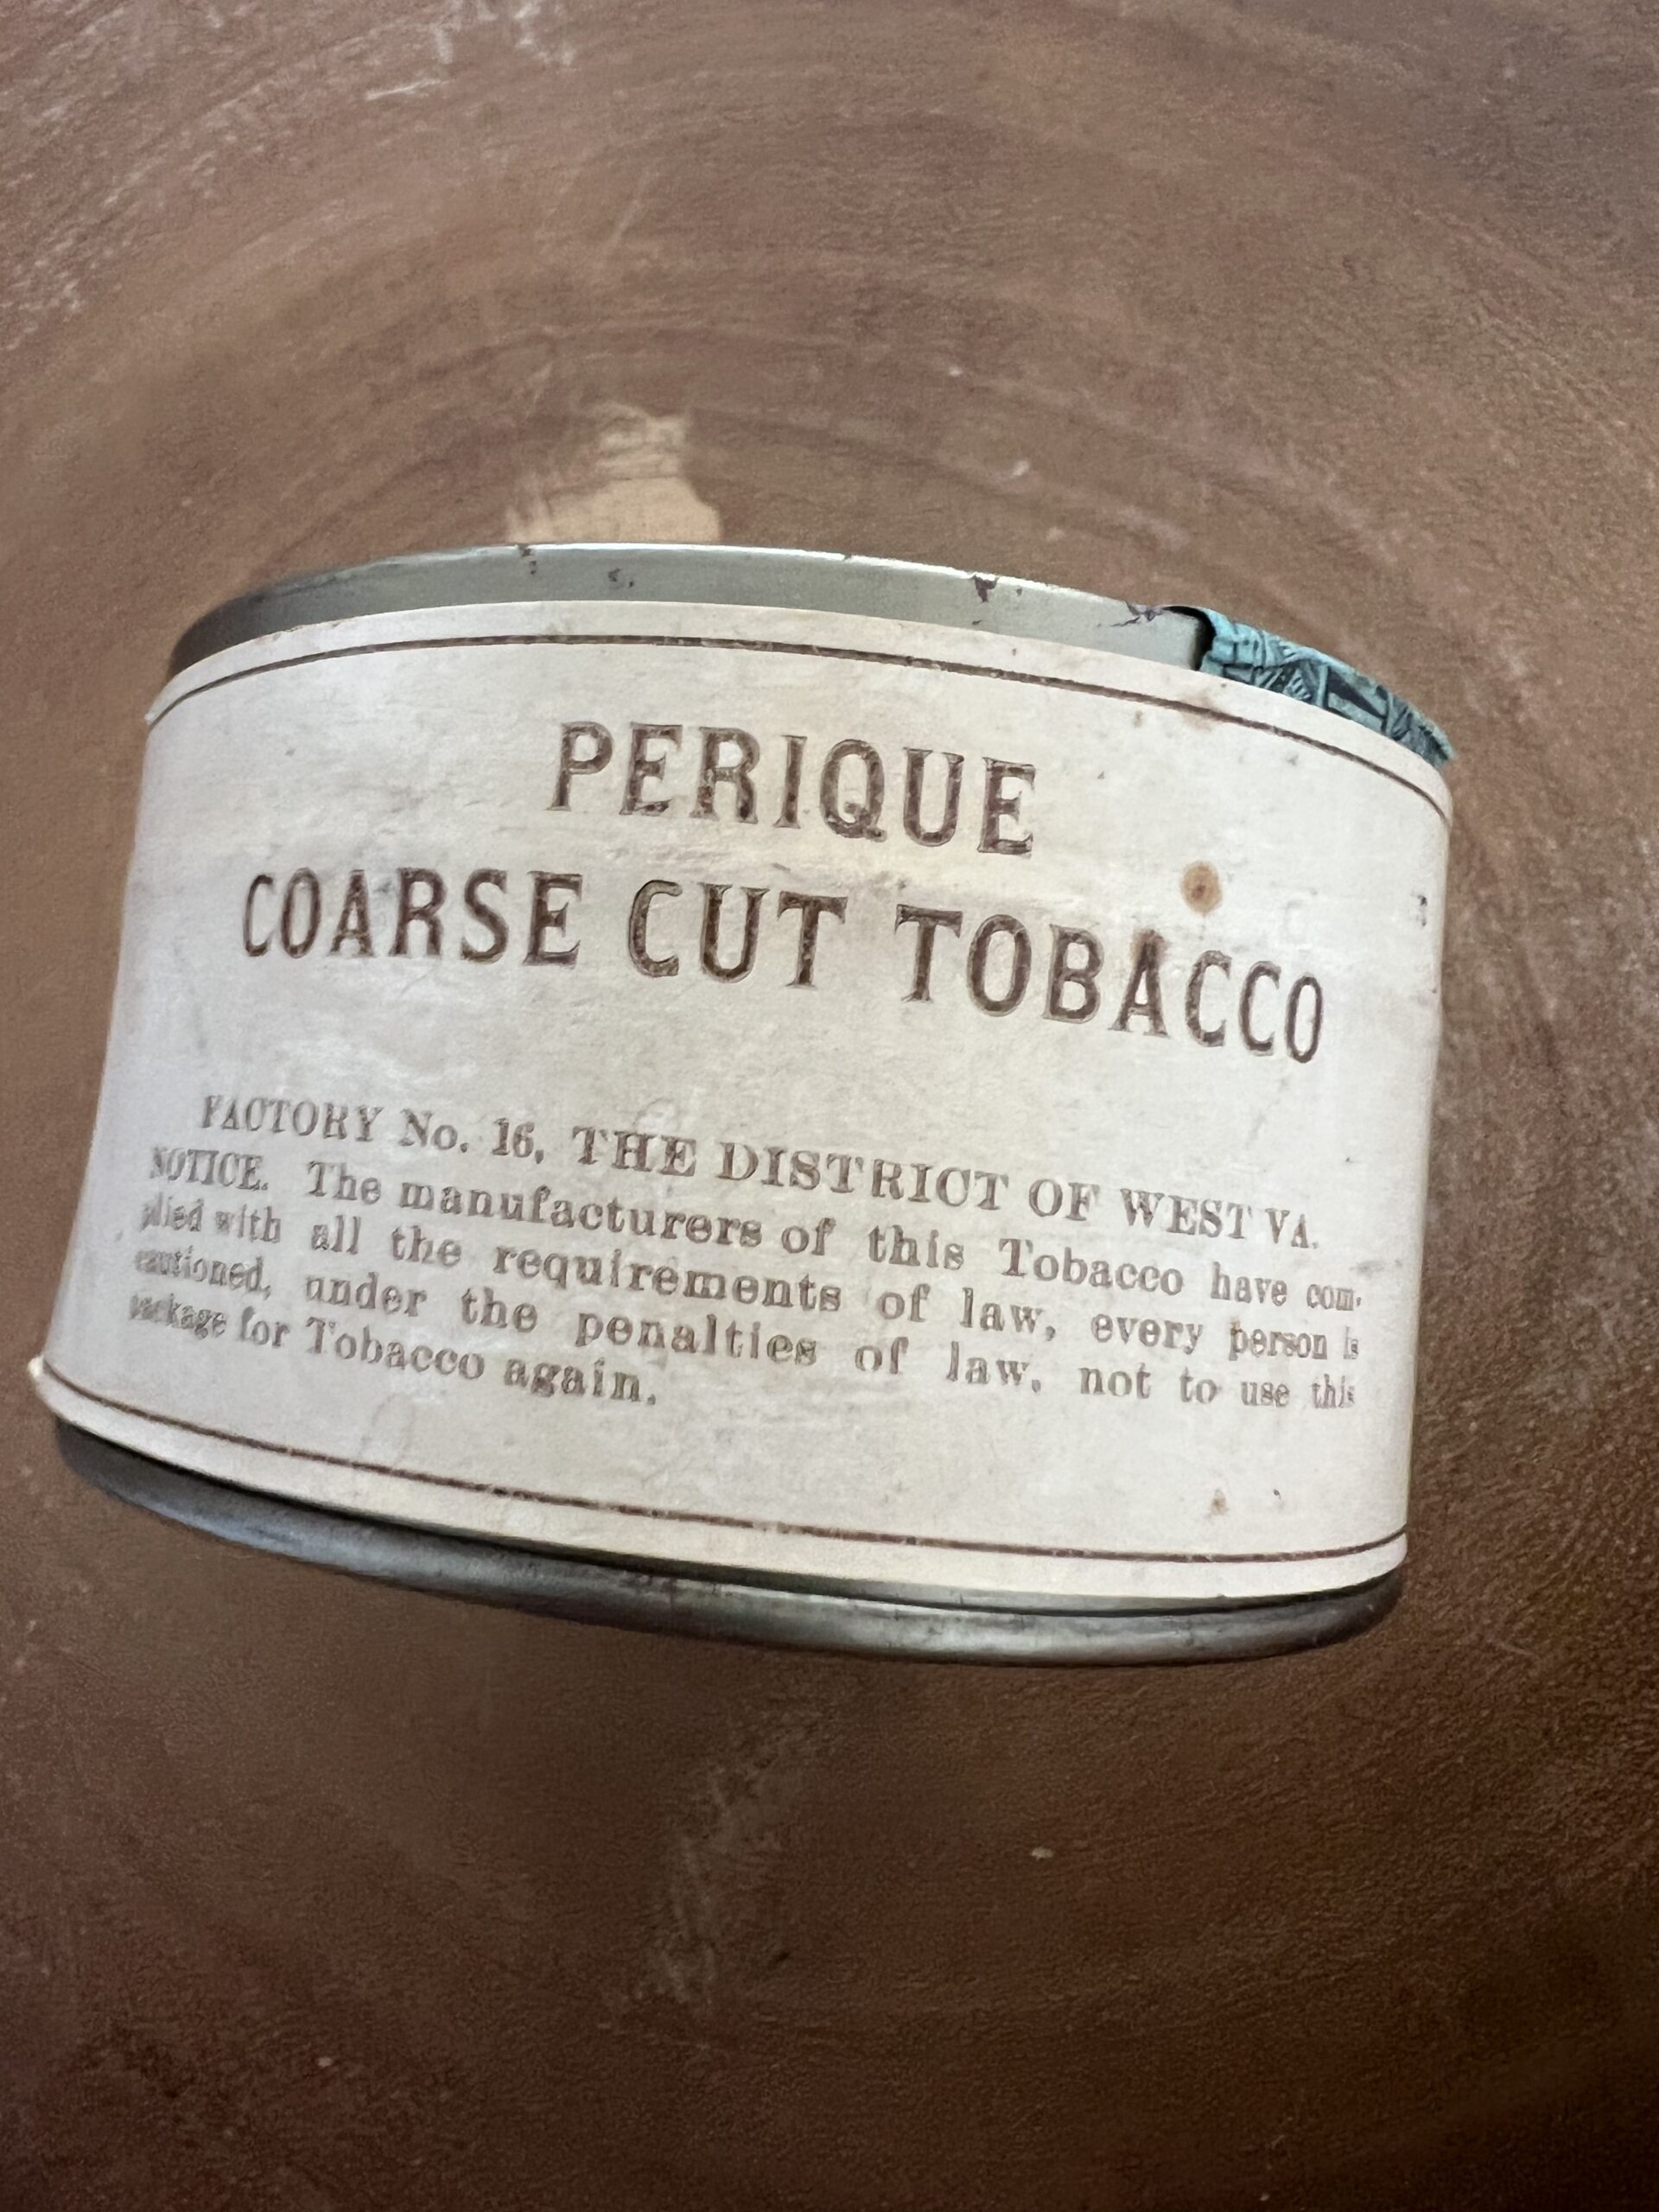 PERIQUE
COARSE CUT TOBACCO
FACTORY No. 16, THE DISTRICT OF WEST VA.
NOTICE. The manufacturers of this Tobacco have com-
plied with all the requirements of law, every person is
cautioned, under the penalties of law, not to use this
package for Tobacco again.